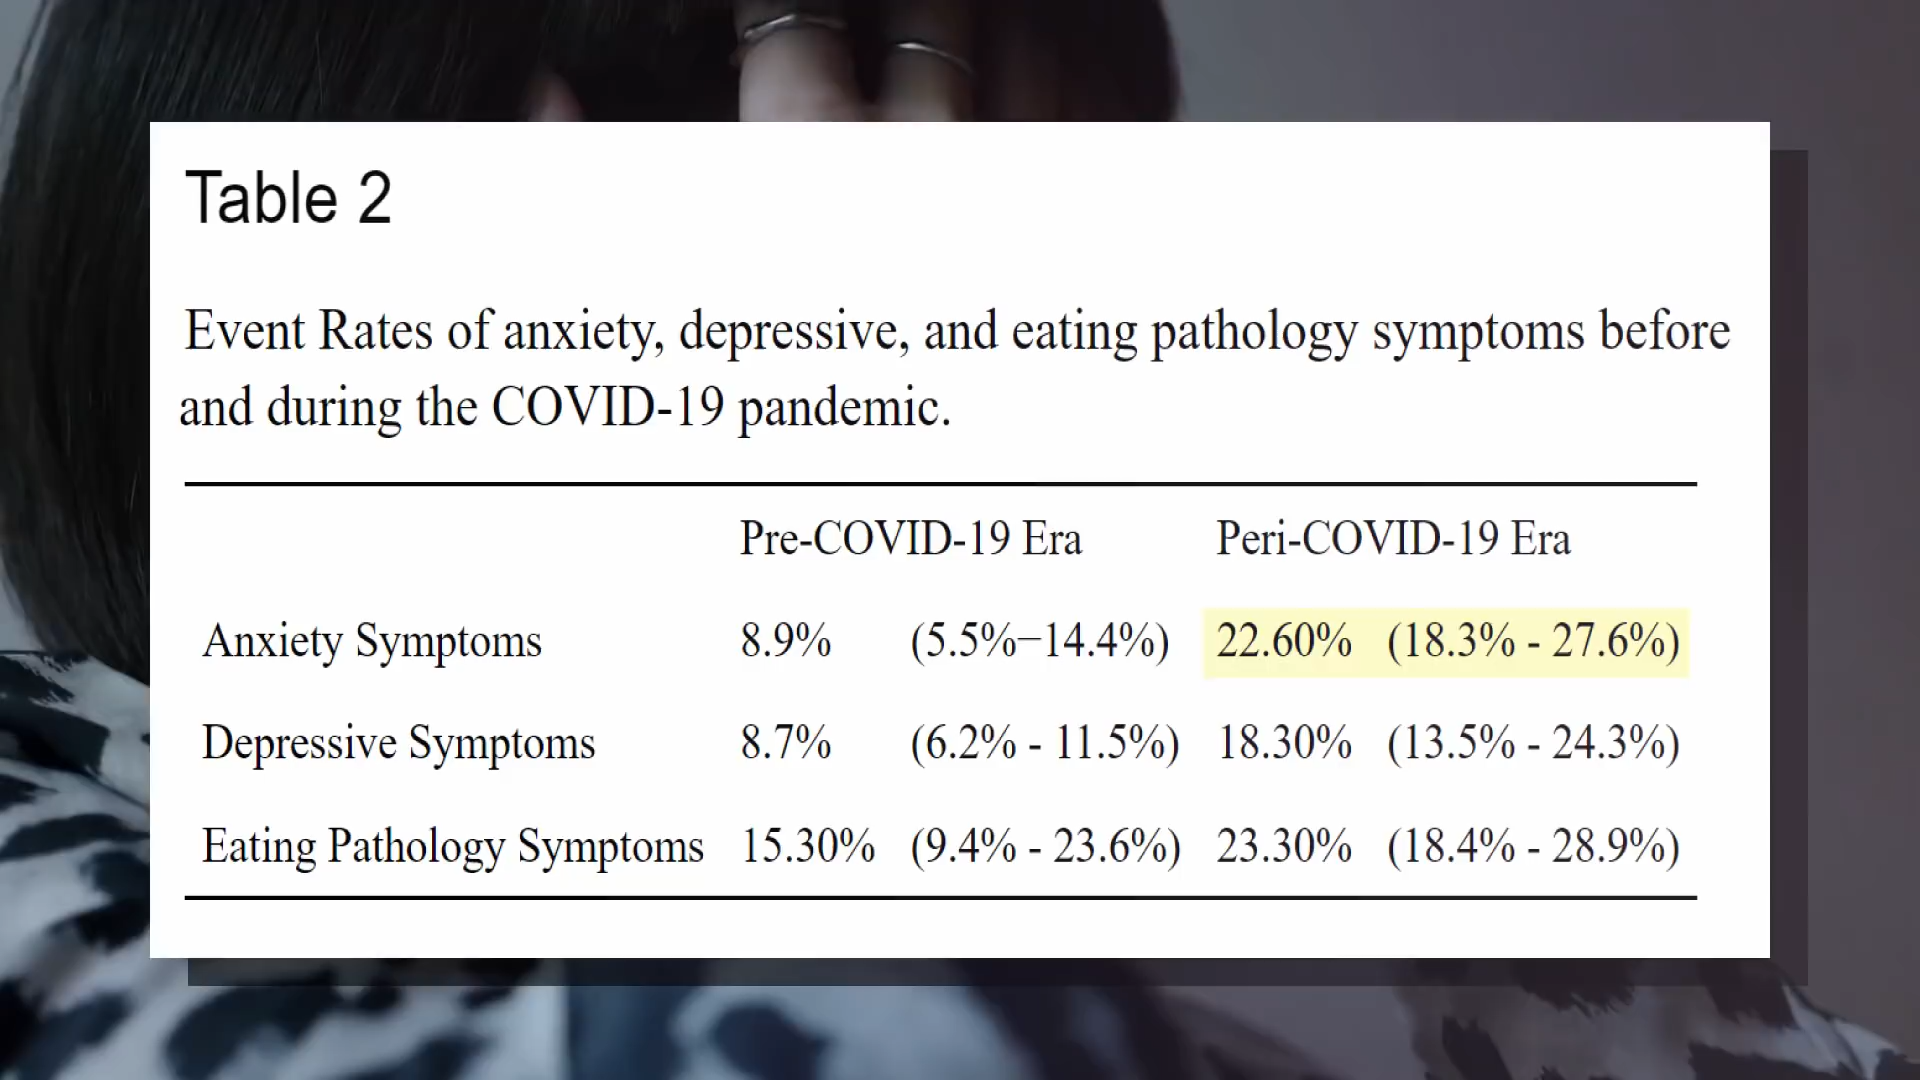 Table 2
Event Rates of anxiety, depressive, and eating pathology symptoms before
and during the COVID-19 pandemic.
Pre-COVID-19 Era Peri-COVID-19 Era
Anxiety Symptoms 8.9% (5.5%−14.4%) 22.60% (18.3% - 27.6%)
Depressive Symptoms 8.7% (6.2% - 11.5%) 18.30% (13.5% - 24.3%)
Eating Pathology Symptoms 15.30% (9.4% - 23.6%) 23.30% (18.4% - 28.9%)